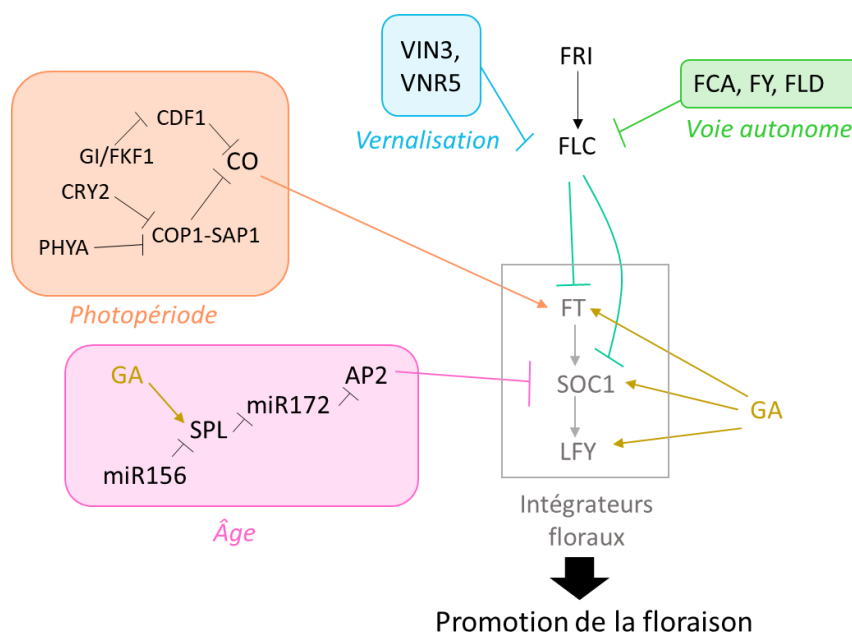 VIN3,
VNR5
Vernalisation
FRI
FLC
FCA, FY, FLD
Voie autonome
CDF1
GI/FKF1
CO
CRY2
COP1-SAP1
PHYA
Photopériode
FT
SOC1
LFY
GA
Intégrateurs
floraux
GA
AP2
miR172
SPL
miR156
Âge
Promotion de la floraison